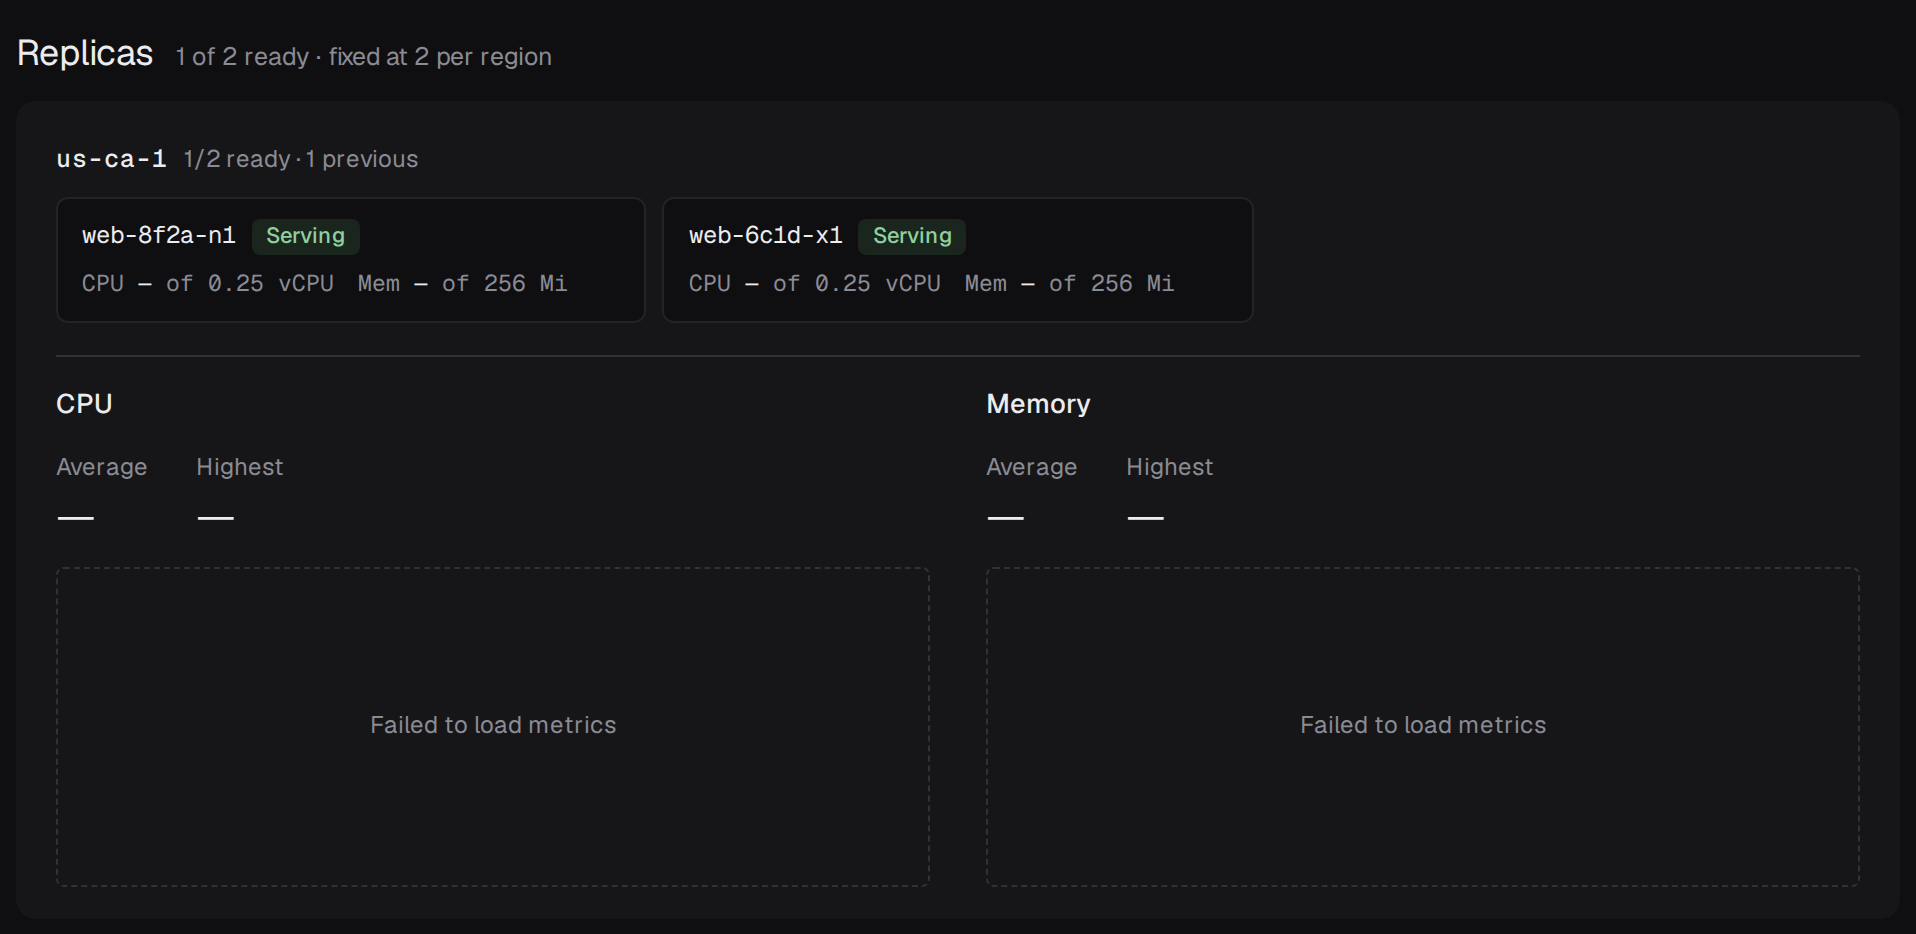 Replicas 1 of 2 ready · fixed at 2 per region
us-ca-1 1/2 ready · 1 previous
web-8f2a-n1 Serving
CPU — of 0.25 vCPU Mem — of 256 Mi
web-6c1d-x1 Serving
CPU — of 0.25 vCPU Mem — of 256 Mi
CPU
Average Highest
— —
Failed to load metrics
Memory
Average Highest
— —
Failed to load metrics